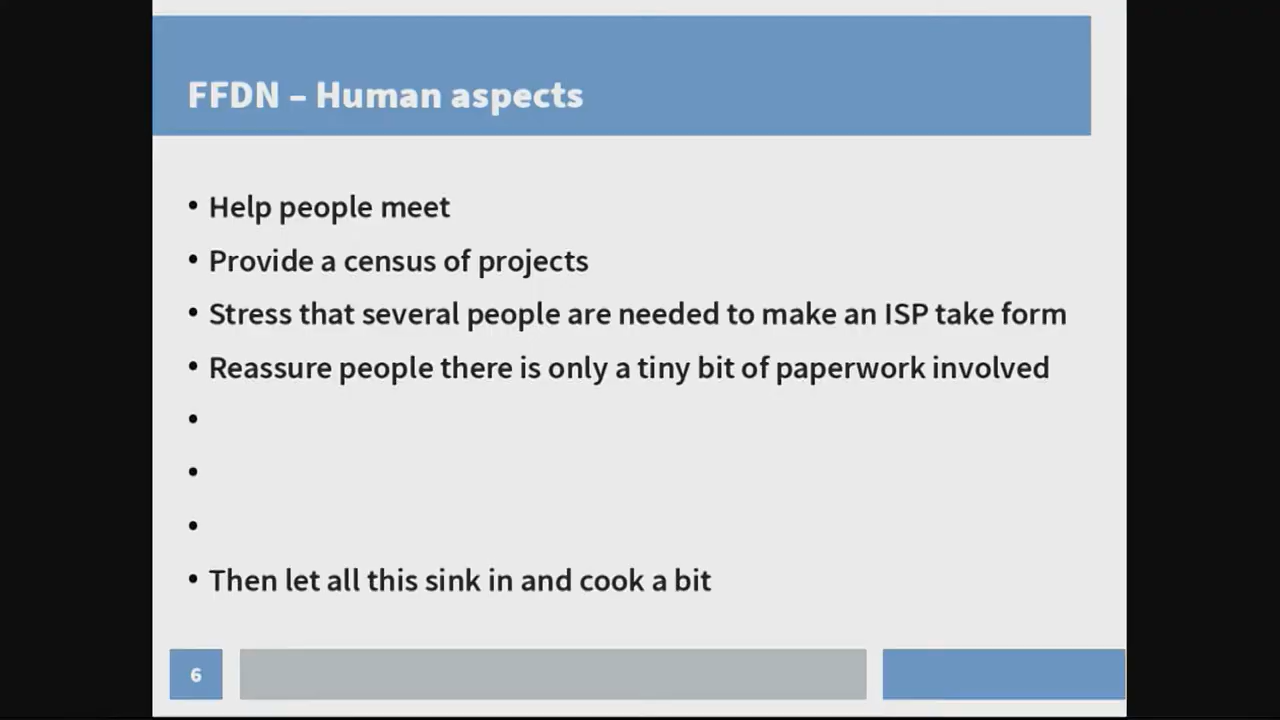 FFDN – Human aspects
• Help people meet
• Provide a census of projects
• Stress that several people are needed to make an ISP take form
• Reassure people there is only a tiny bit of paperwork involved
•
•
•
• Then let all this sink in and cook a bit
6